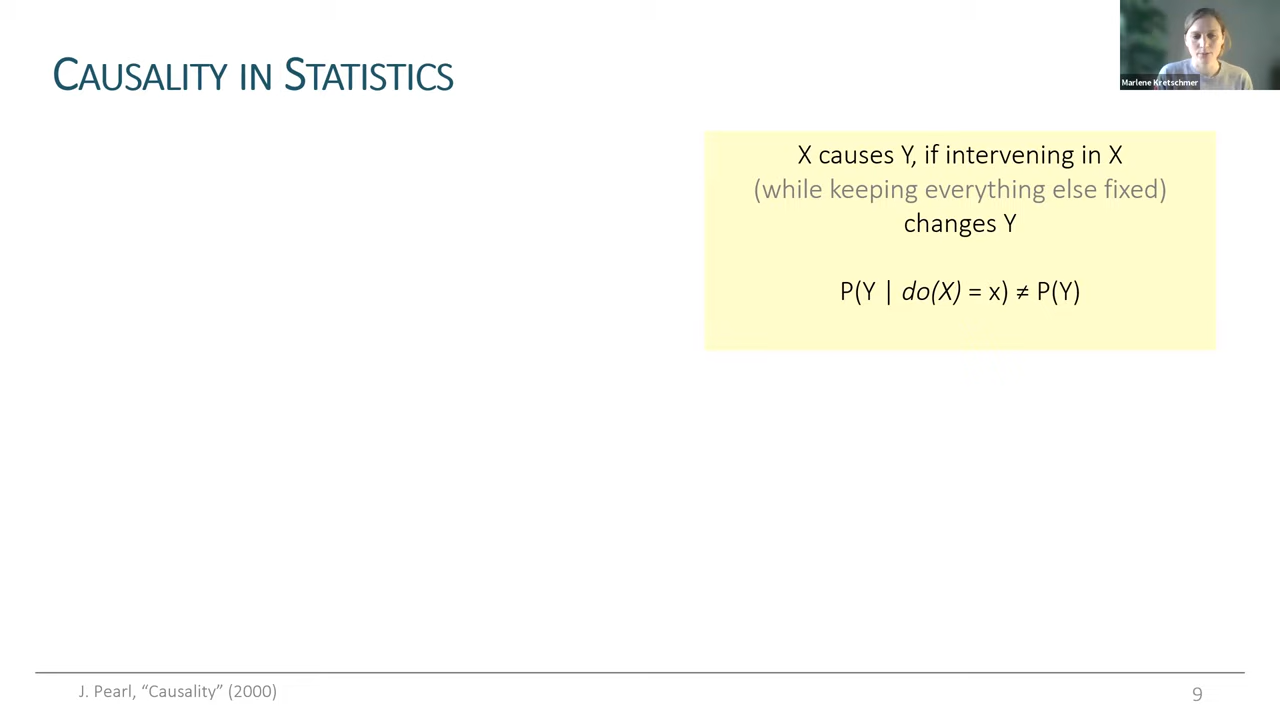 CAUSALITY IN STATISTICS
Marlene Kretschmer
X causes Y, if intervening in X
(while keeping everything else fixed)
changes Y
P(Y | do(X) = x) ≠ P(Y)
J. Pearl, “Causality” (2000)
9